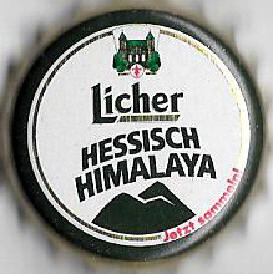 Licher
HESSISCH
HIMALAYA
Jetzt sammeln!